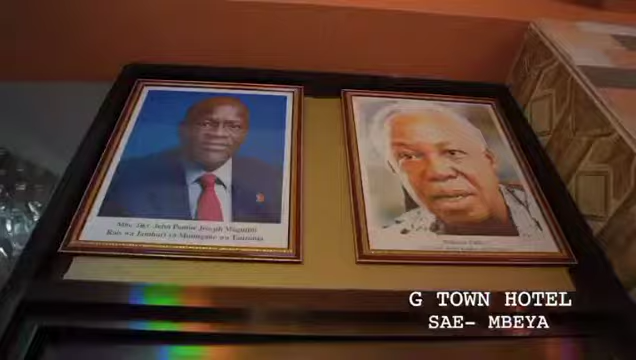 Mhe. Dkt. John Pombe Joseph Magufuli
Rais wa Jamhuri ya Muungano wa Tanzania
G TOWN HOTEL
SAE- MBEYA